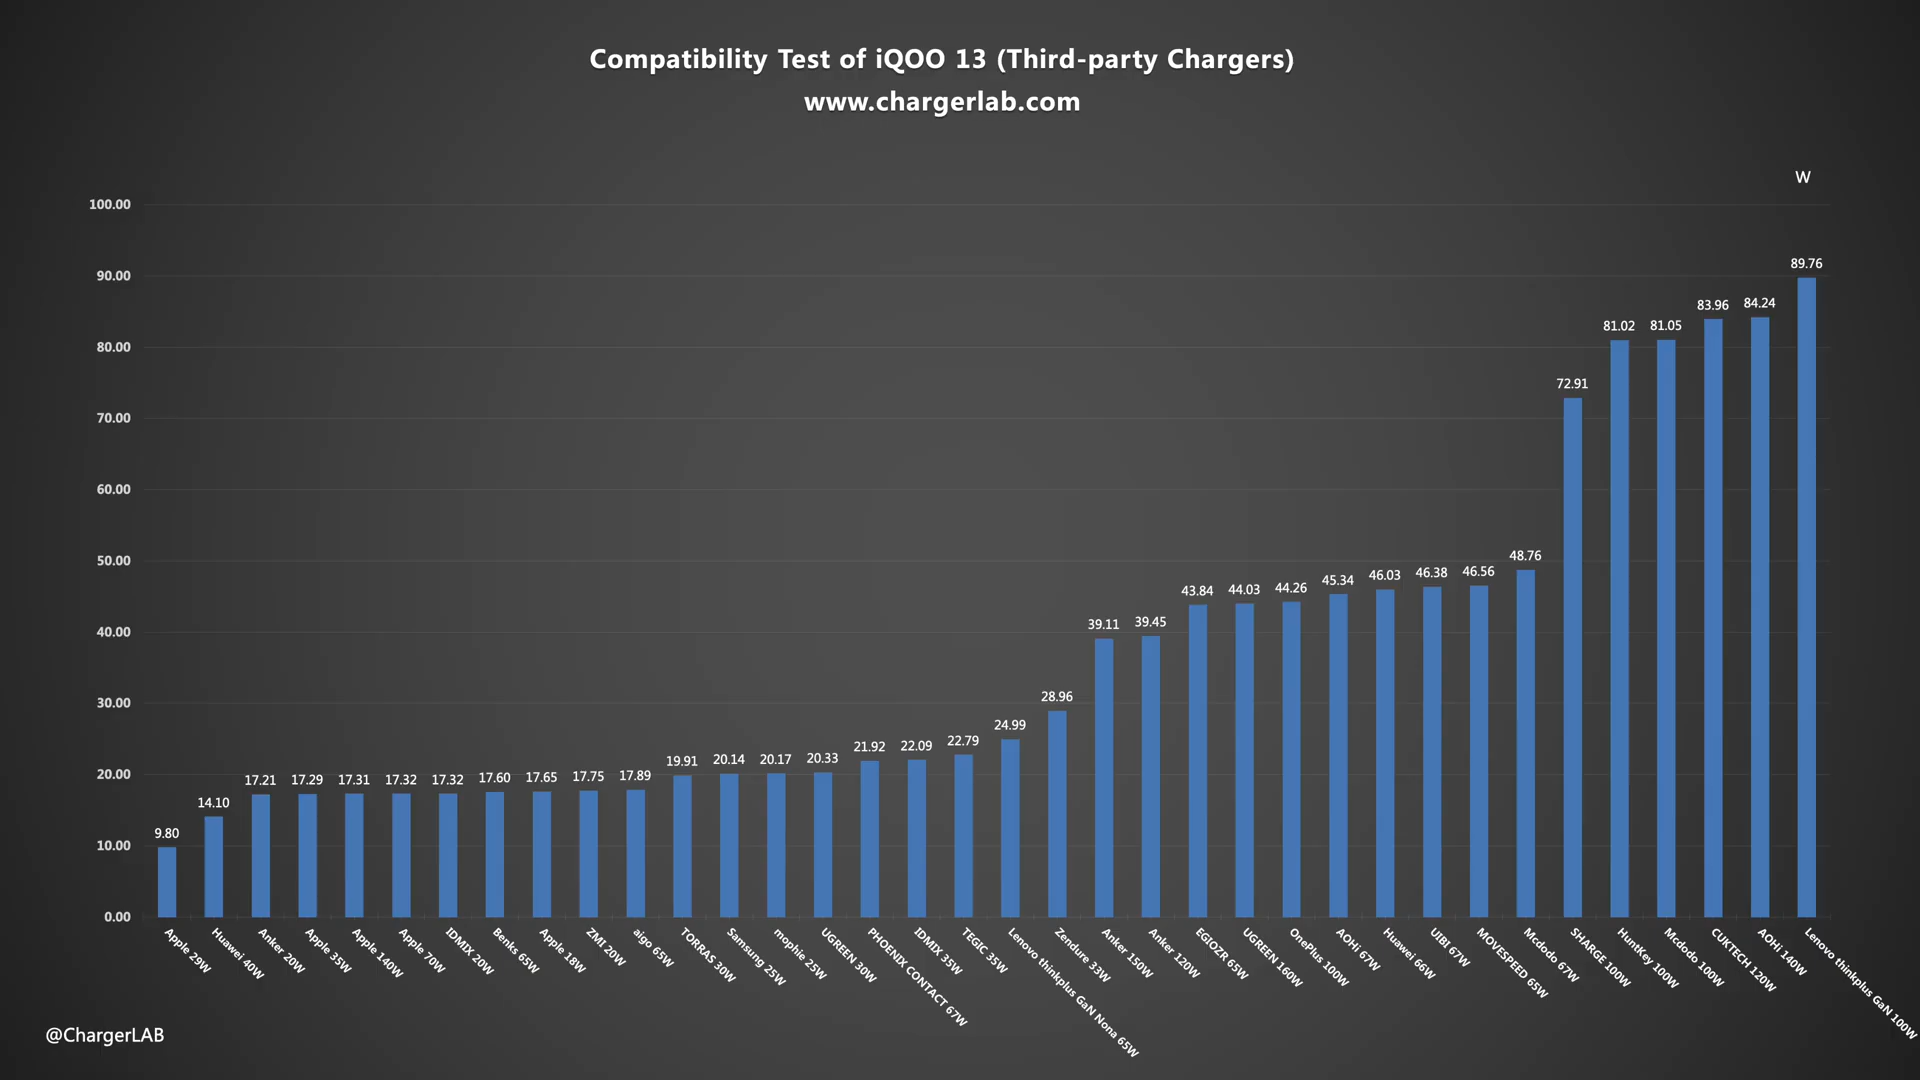 Compatibility Test of iQOO 13 (Third-party Chargers)
www.chargerlab.com
W
100.00
90.00
80.00
70.00
60.00
50.00
40.00
30.00
20.00
10.00
0.00
9.80
14.10
17.21
17.29
17.31
17.32
17.32
17.60
17.65
17.75
17.89
19.91
20.14
20.17
20.33
21.92
22.09
22.79
24.99
28.96
39.11
39.45
43.84
44.03
44.26
45.34
46.03
46.38
46.56
48.76
72.91
81.02
81.05
83.96
84.24
89.76
Apple 29W
Huawei 40W
Anker 20W
Apple 35W
Apple 140W
Apple 70W
IDMIX 20W
Benks 65W
Apple 18W
ZMI 20W
aigo 65W
TORRAS 30W
Samsung 25W
mophie 25W
UGREEN 30W
PHOENIX CONTACT 67W
IDMIX 35W
TEGIC 35W
Lenovo thinkplus GaN Nona 65W
Zendure 33W
Anker 150W
Anker 120W
EGIOZR 65W
UGREEN 160W
OnePlus 100W
AOHi 67W
Huawei 66W
UIBI 67W
MOVESPEED 65W
Mcdodo 67W
SHARGE 100W
HuntKey 100W
Mcdodo 100W
CUKTECH 120W
AOHi 140W
Lenovo thinkplus GaN 100W
@ChargerLAB